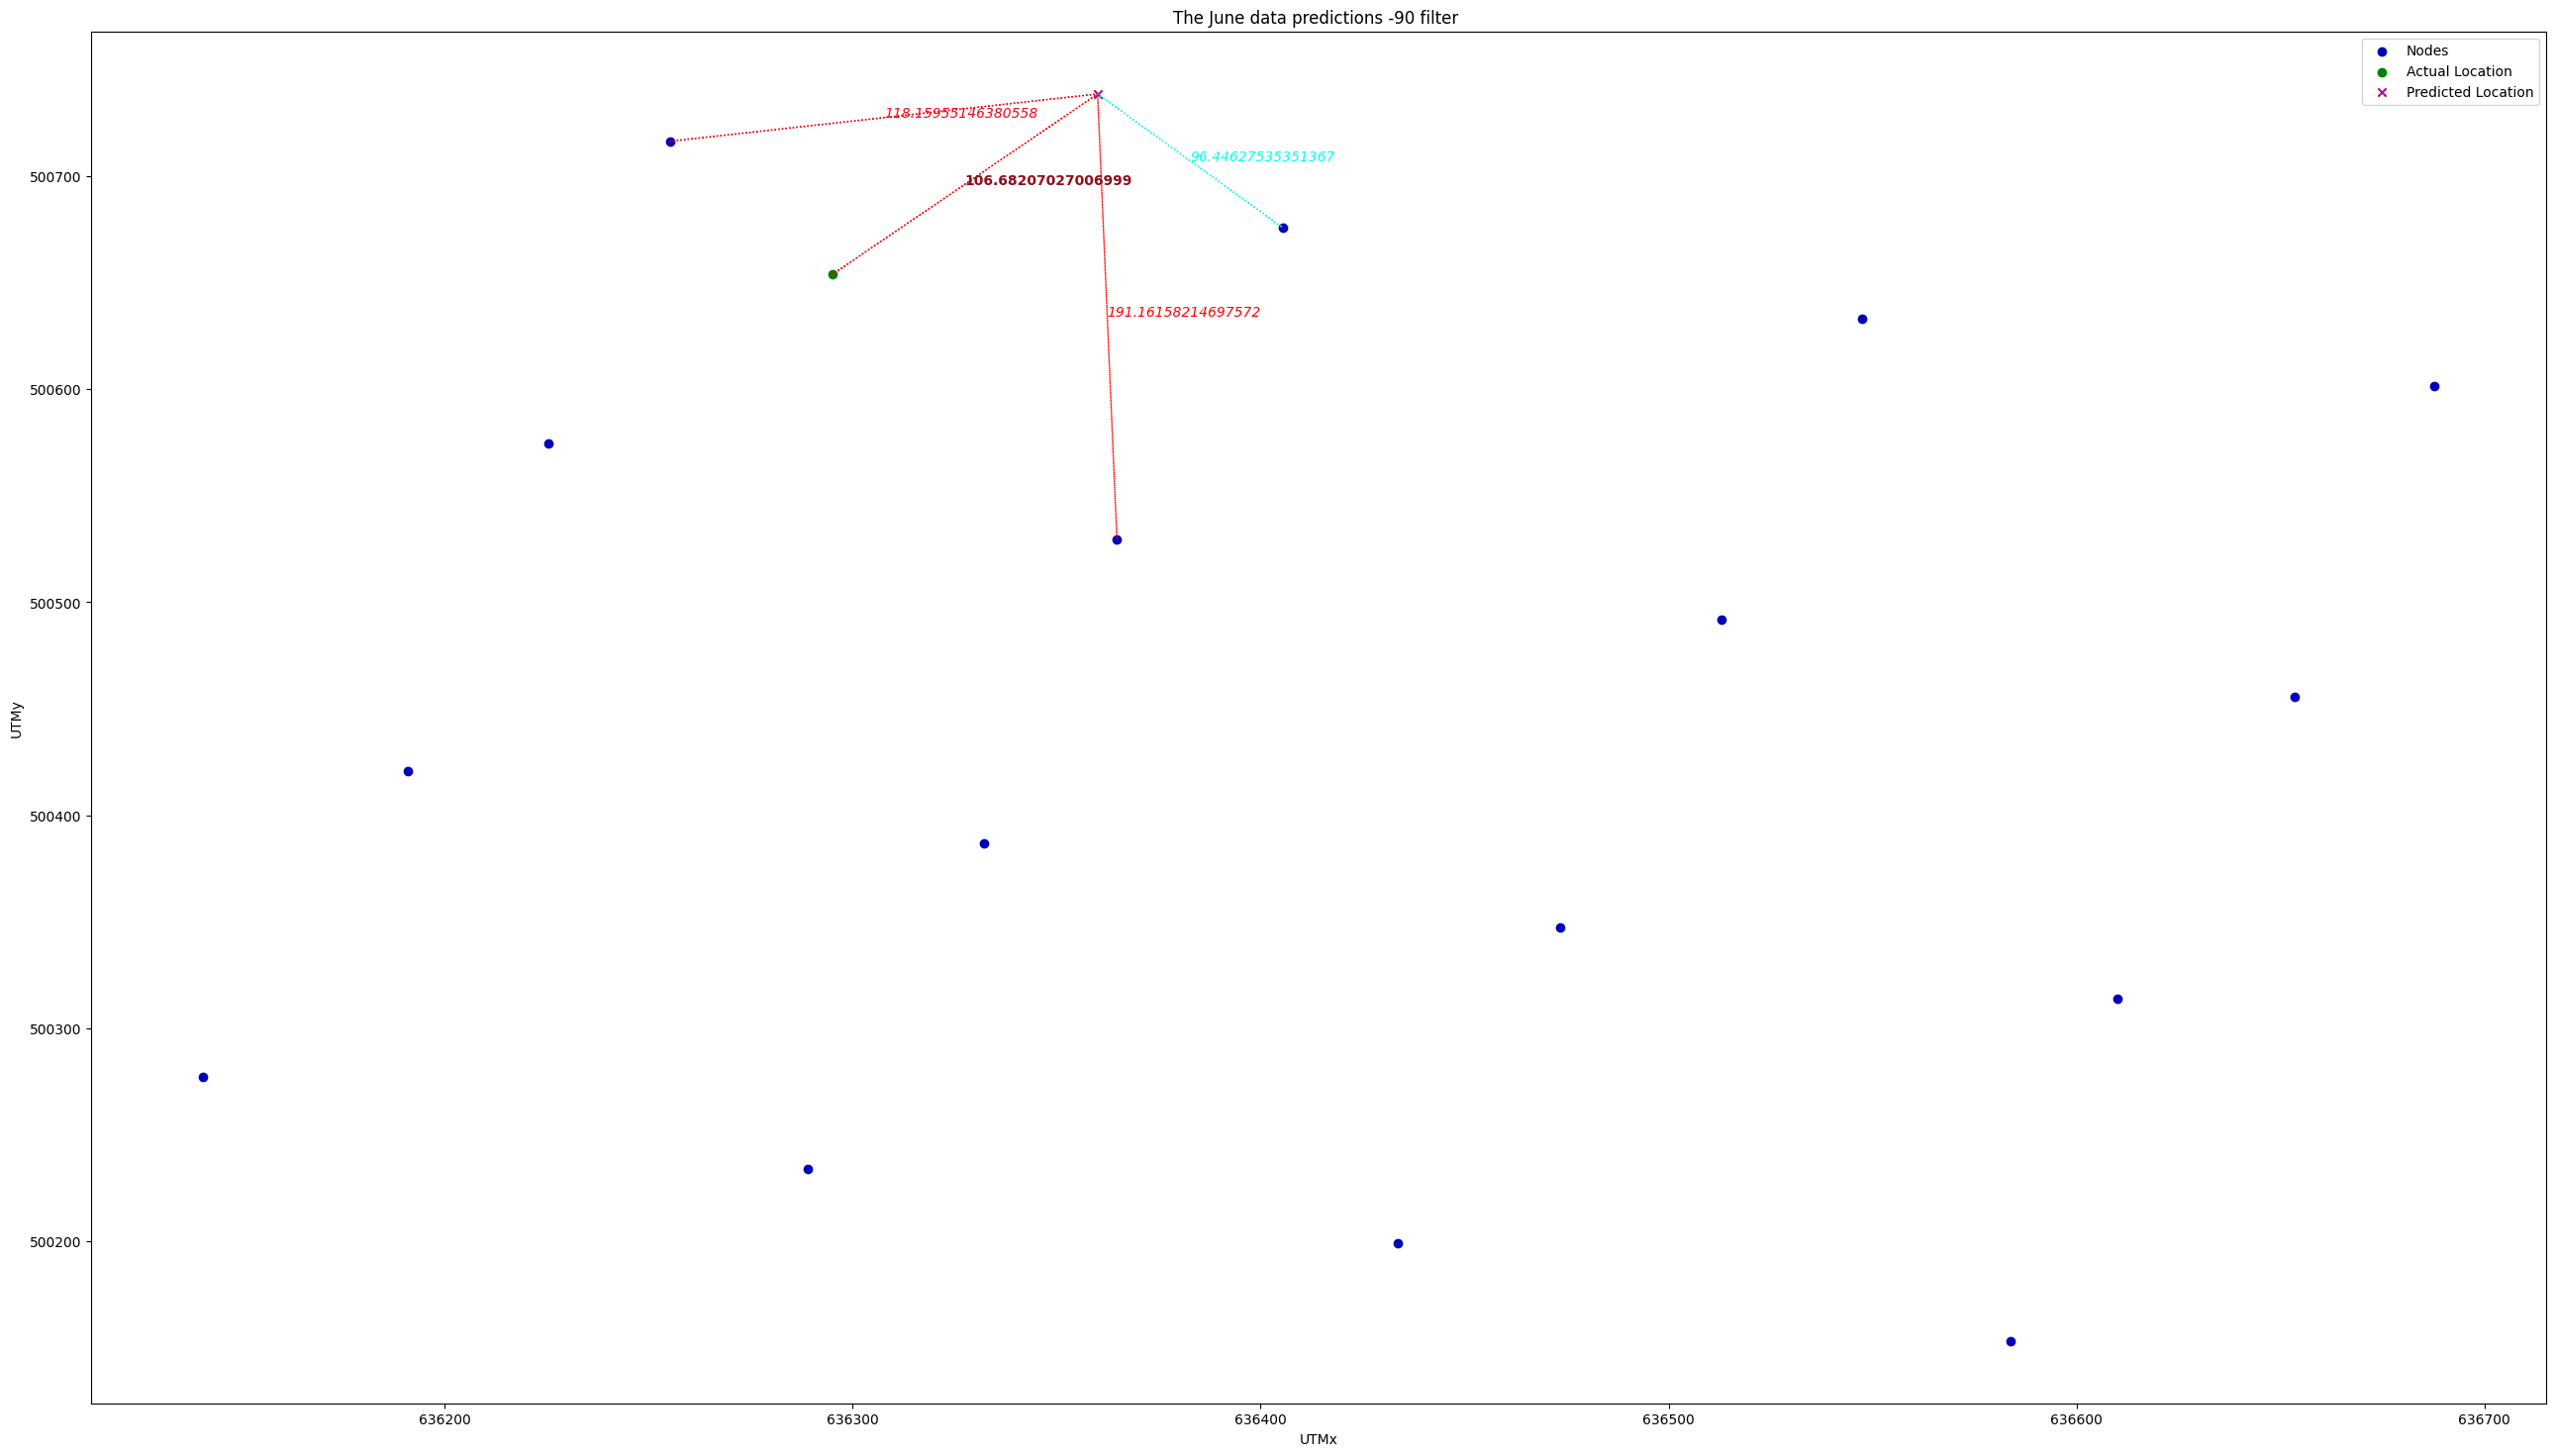 The June data predictions -90 filter
Nodes
Actual Location
Predicted Location
118.15955146380558
96.44627535351367
106.68207027006999
191.16158214697572
500700
500600
500500
500400
500300
500200
UTMy
636200
636300
636400
636500
636600
636700
UTMx